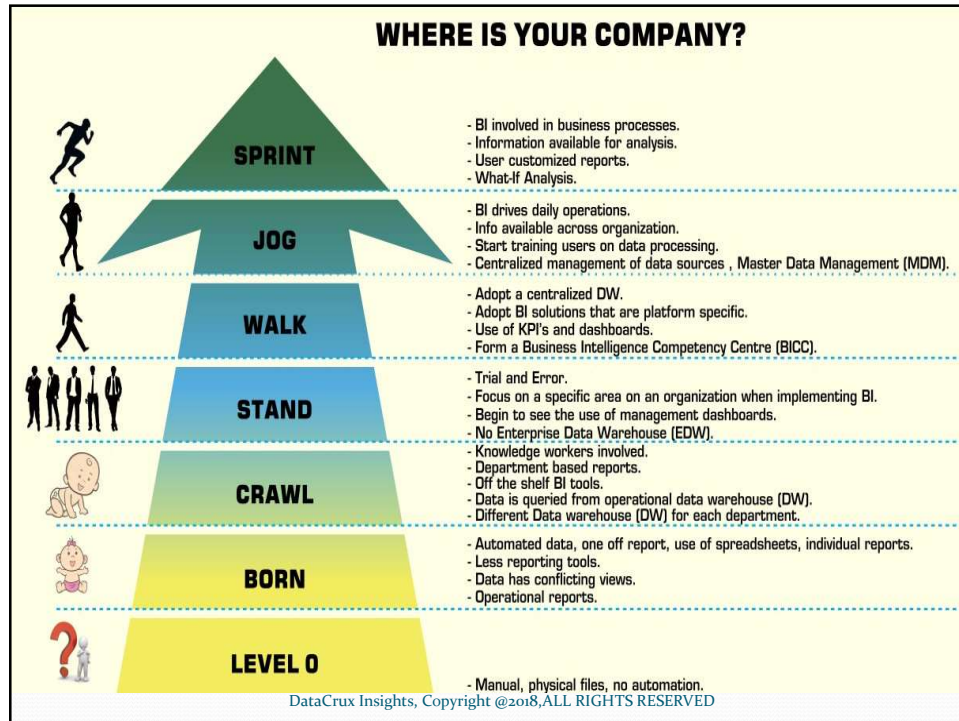 WHERE IS YOUR COMPANY?
SPRINT
- BI involved in business processes.
- Information available for analysis.
- User customized reports.
- What-If Analysis.
JOG
- BI drives daily operations.
- Info available across organization.
- Start training users on data processing.
- Centralized management of data sources , Master Data Management (MDM).
WALK
- Adopt a centralized DW.
- Adopt BI solutions that are platform specific.
- Use of KPI's and dashboards.
- Form a Business Intelligence Competency Centre (BICC).
STAND
- Trial and Error.
- Focus on a specific area on an organization when implementing BI.
- Begin to see the use of management dashboards.
- No Enterprise Data Warehouse (EDW).
CRAWL
- Knowledge workers involved.
- Department based reports.
- Off the shelf BI tools.
- Data is queried from operational data warehouse (DW).
- Different Data warehouse (DW) for each department.
BORN
- Automated data, one off report, use of spreadsheets, individual reports.
- Less reporting tools.
- Data has conflicting views.
- Operational reports.
LEVEL 0
- Manual, physical files, no automation.
DataCrux Insights, Copyright @2018,ALL RIGHTS RESERVED